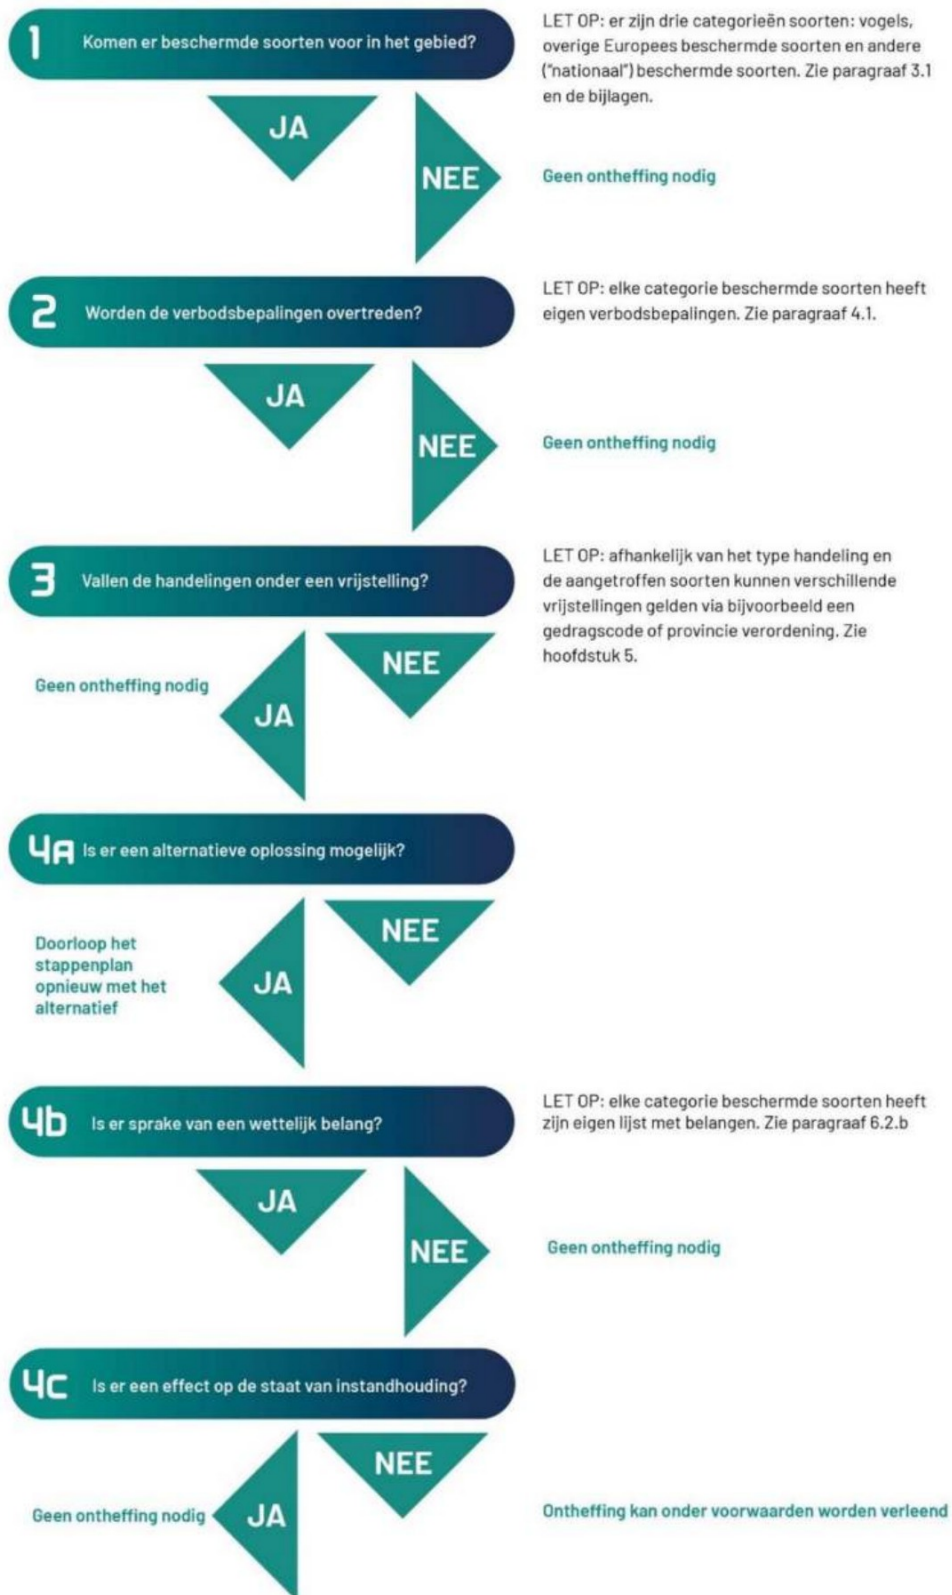 1 Komen er beschermde soorten voor in het gebied?
LET OP: er zijn drie categorieën soorten: vogels,
overige Europees beschermde soorten en andere
("nationaal") beschermde soorten. Zie paragraaf 3.1
en de bijlagen.
JA
NEE
Geen ontheffing nodig
2 Worden de verbodsbepalingen overtreden?
LET OP: elke categorie beschermde soorten heeft
eigen verbodsbepalingen. Zie paragraaf 4.1.
JA
NEE
Geen ontheffing nodig
3 Vallen de handelingen onder een vrijstelling?
LET OP: afhankelijk van het type handeling en
de aangetroffen soorten kunnen verschillende
vrijstellingen gelden via bijvoorbeeld een
gedragscode of provincie verordening. Zie
hoofdstuk 5.
NEE
Geen ontheffing nodig
JA
4A Is er een alternatieve oplossing mogelijk?
NEE
Doorloop het
stappenplan
opnieuw met het
alternatief
JA
4b Is er sprake van een wettelijk belang?
LET OP: elke categorie beschermde soorten heeft
zijn eigen lijst met belangen. Zie paragraaf 6.2.b
JA
NEE
Geen ontheffing nodig
4c Is er een effect op de staat van instandhouding?
NEE
Geen ontheffing nodig
JA
Ontheffing kan onder voorwaarden worden verleend